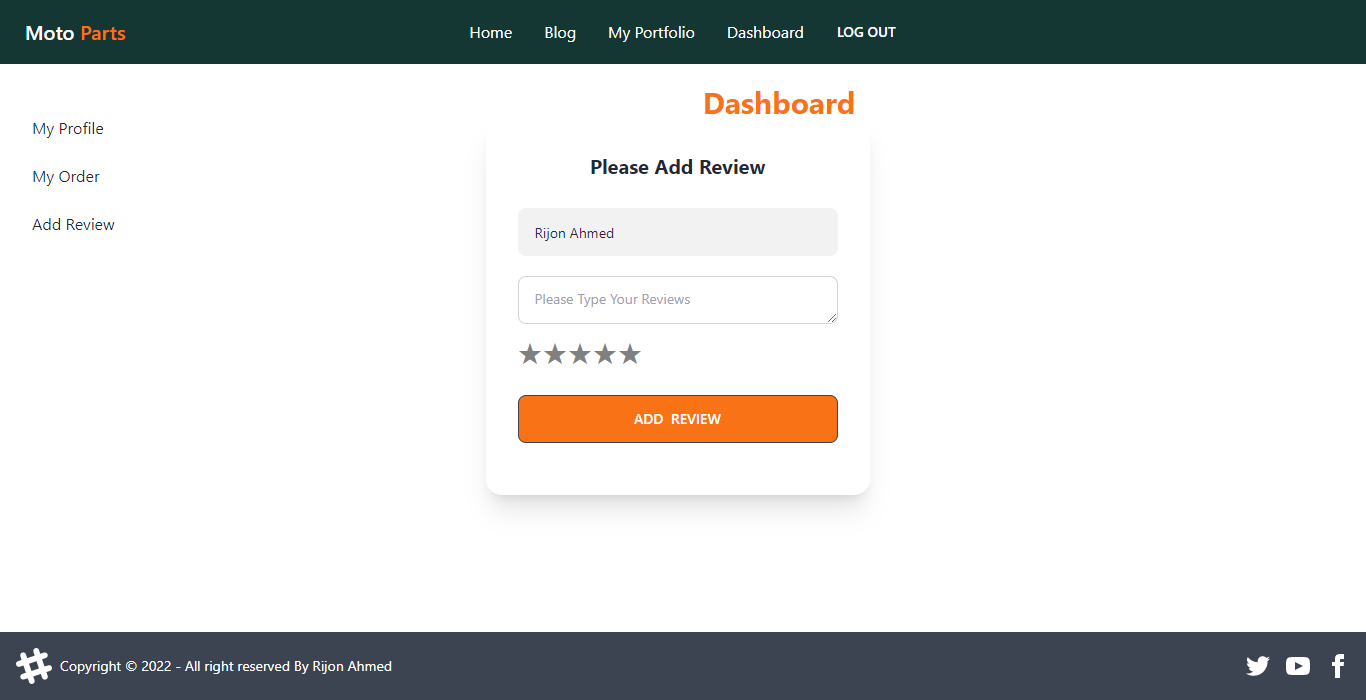 Moto Parts
Home Blog My Portfolio Dashboard LOG OUT
Dashboard
My Profile
My Order
Add Review
Please Add Review
Rijon Ahmed
Please Type Your Reviews
★★★★★
ADD REVIEW
Copyright © 2022 - All right reserved By Rijon Ahmed